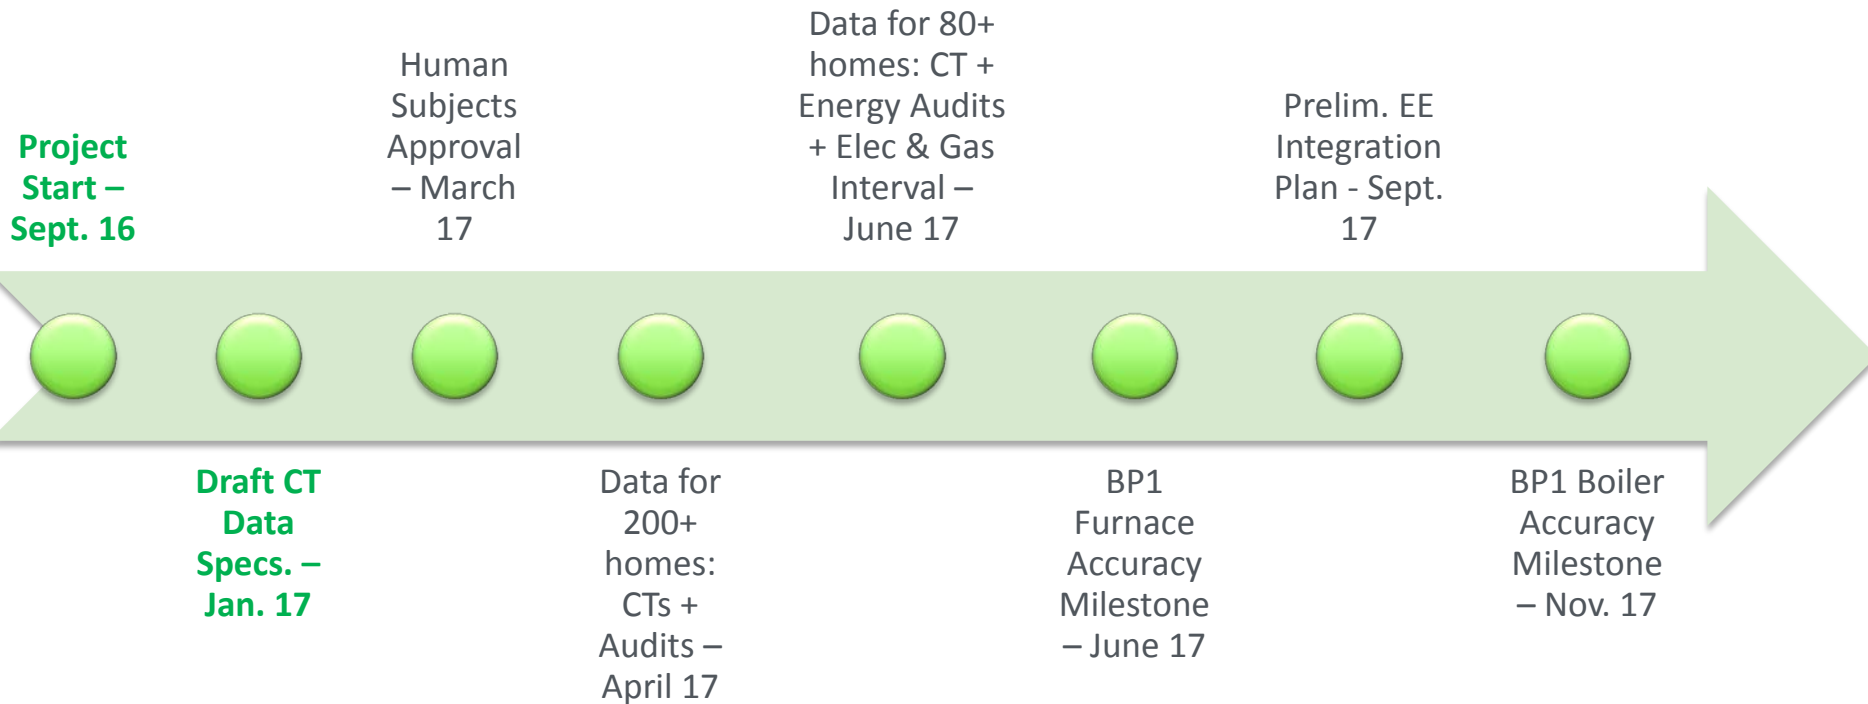 Project
Start –
Sept. 16
Draft CT
Data
Specs. –
Jan. 17
Human
Subjects
Approval
– March
17
Data for
200+
homes:
CTs +
Audits –
April 17
Data for 80+
homes: CT +
Energy Audits
+ Elec & Gas
Interval –
June 17
BP1
Furnace
Accuracy
Milestone
– June 17
Prelim. EE
Integration
Plan - Sept.
17
BP1 Boiler
Accuracy
Milestone
– Nov. 17